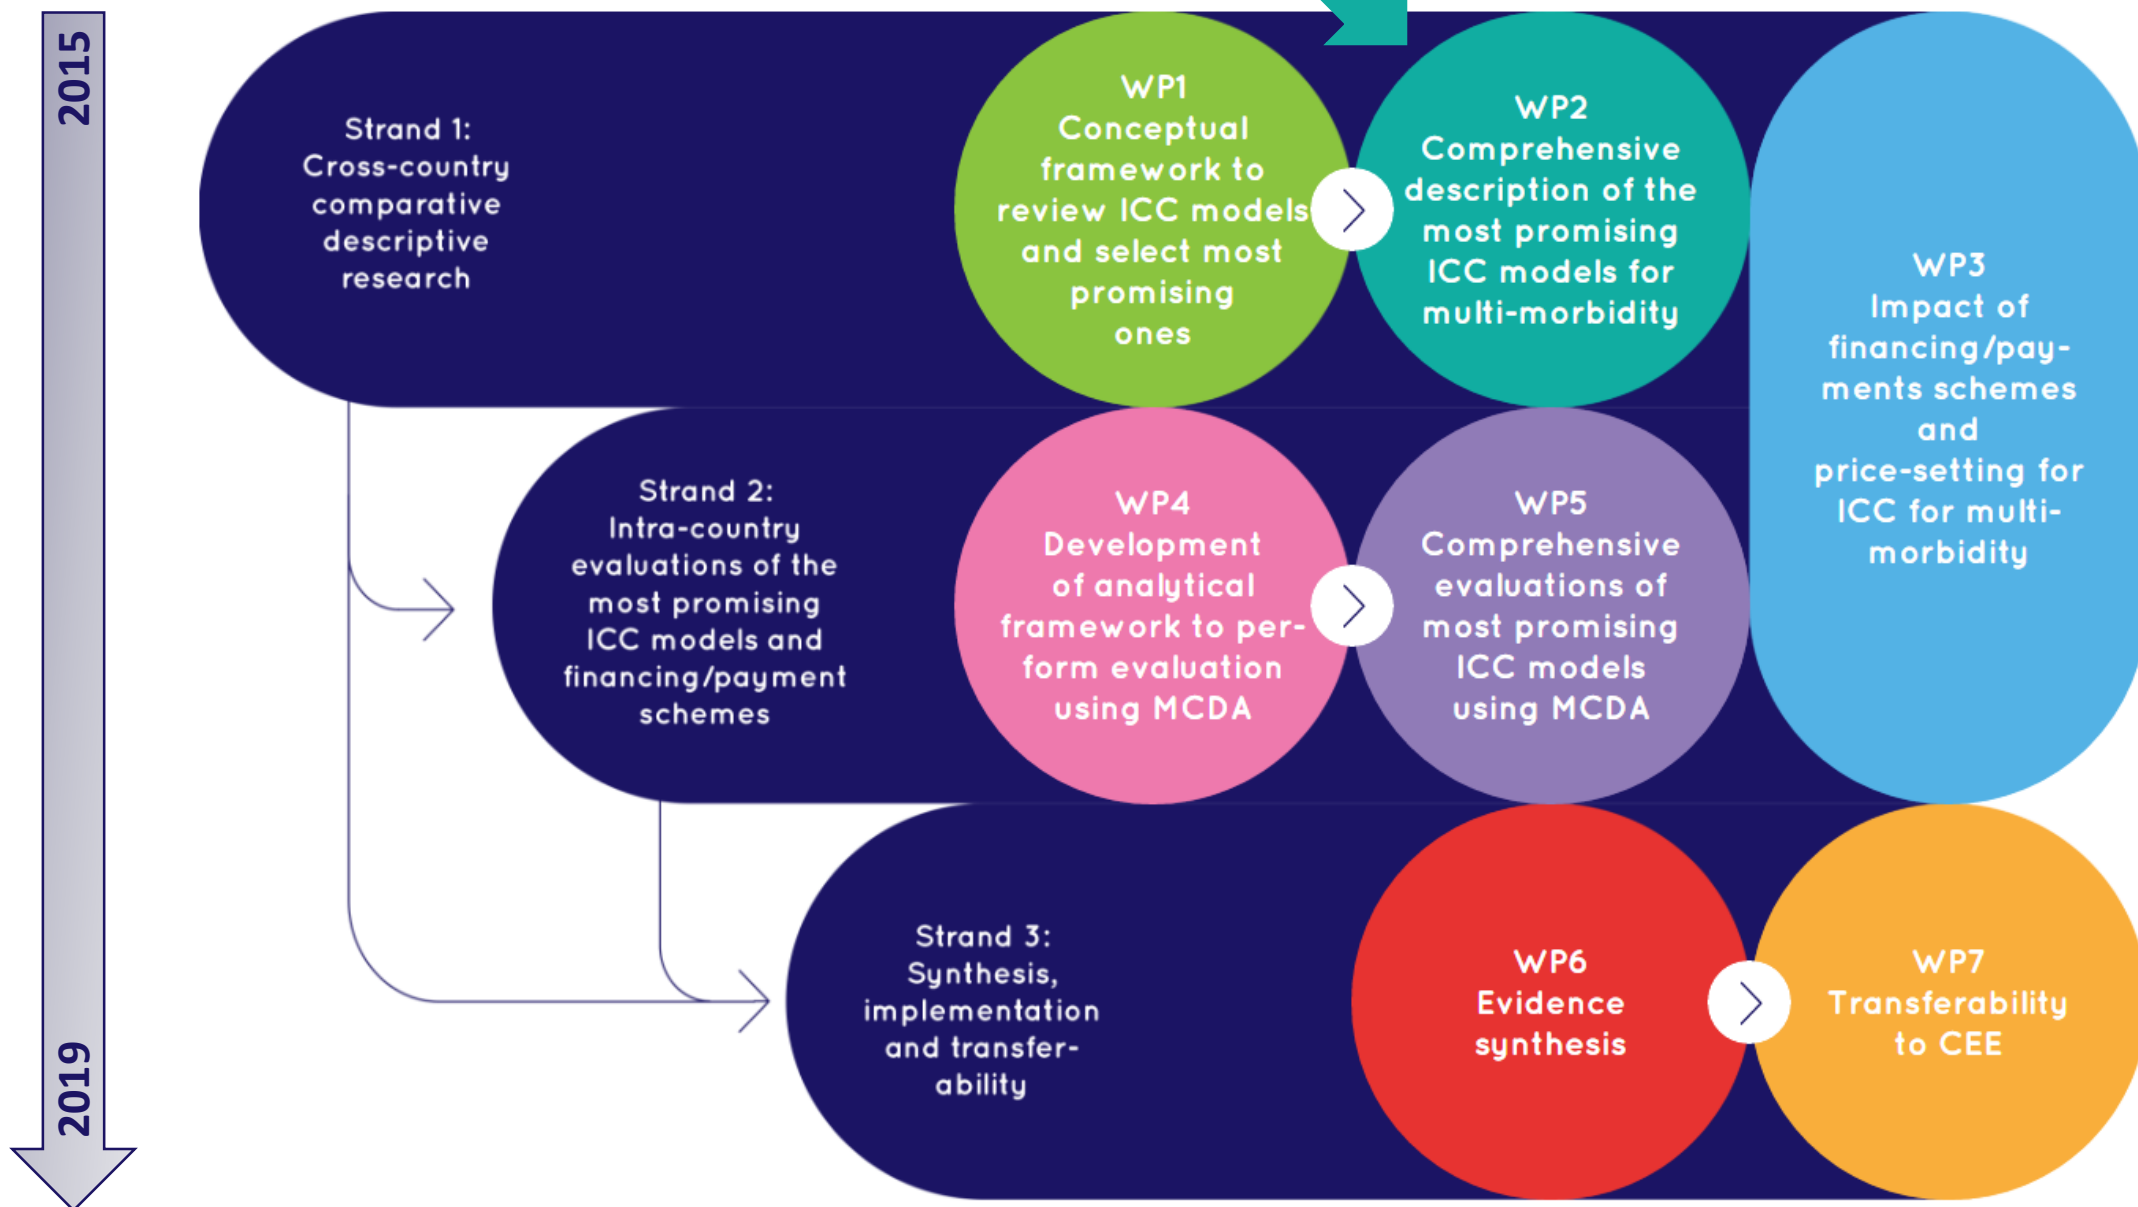 2015
Strand 1:
Cross-country
comparative
descriptive
research
WP1
Conceptual
framework to
review ICC models
and select most
promising
ones
WP2
Comprehensive
description of the
most promising
ICC models for
multi-morbidity
WP3
Impact of
financing/pay-
ments schemes
and
price-setting for
ICC for multi-
morbidity
Strand 2:
Intra-country
evaluations of the
most promising
ICC models and
financing/payment
schemes
WP4
Development
of analytical
framework to per-
form evaluation
using MCDA
WP5
Comprehensive
evaluations of
most promising
ICC models
using MCDA
Strand 3:
Synthesis,
implementation
and transfer-
ability
WP6
Evidence
synthesis
WP7
Transferability
to CEE
2019